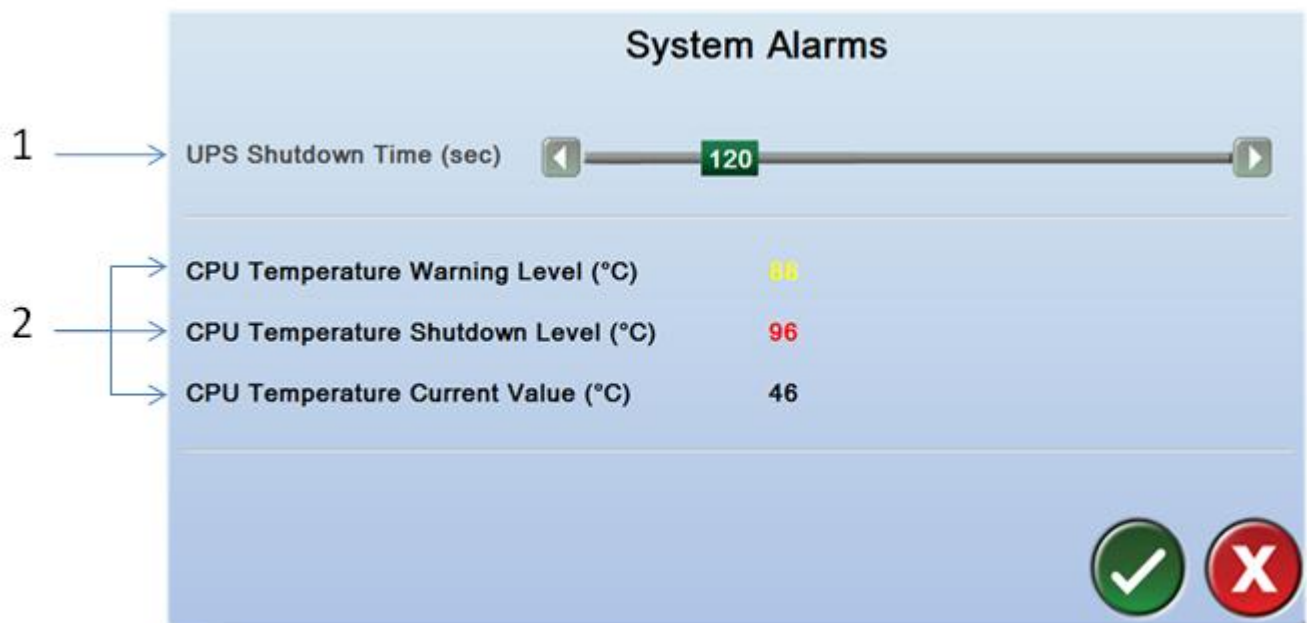 System Alarms
1 UPS Shutdown Time (sec) 120
CPU Temperature Warning Level (°C) 88
2 CPU Temperature Shutdown Level (°C) 96
CPU Temperature Current Value (°C) 46